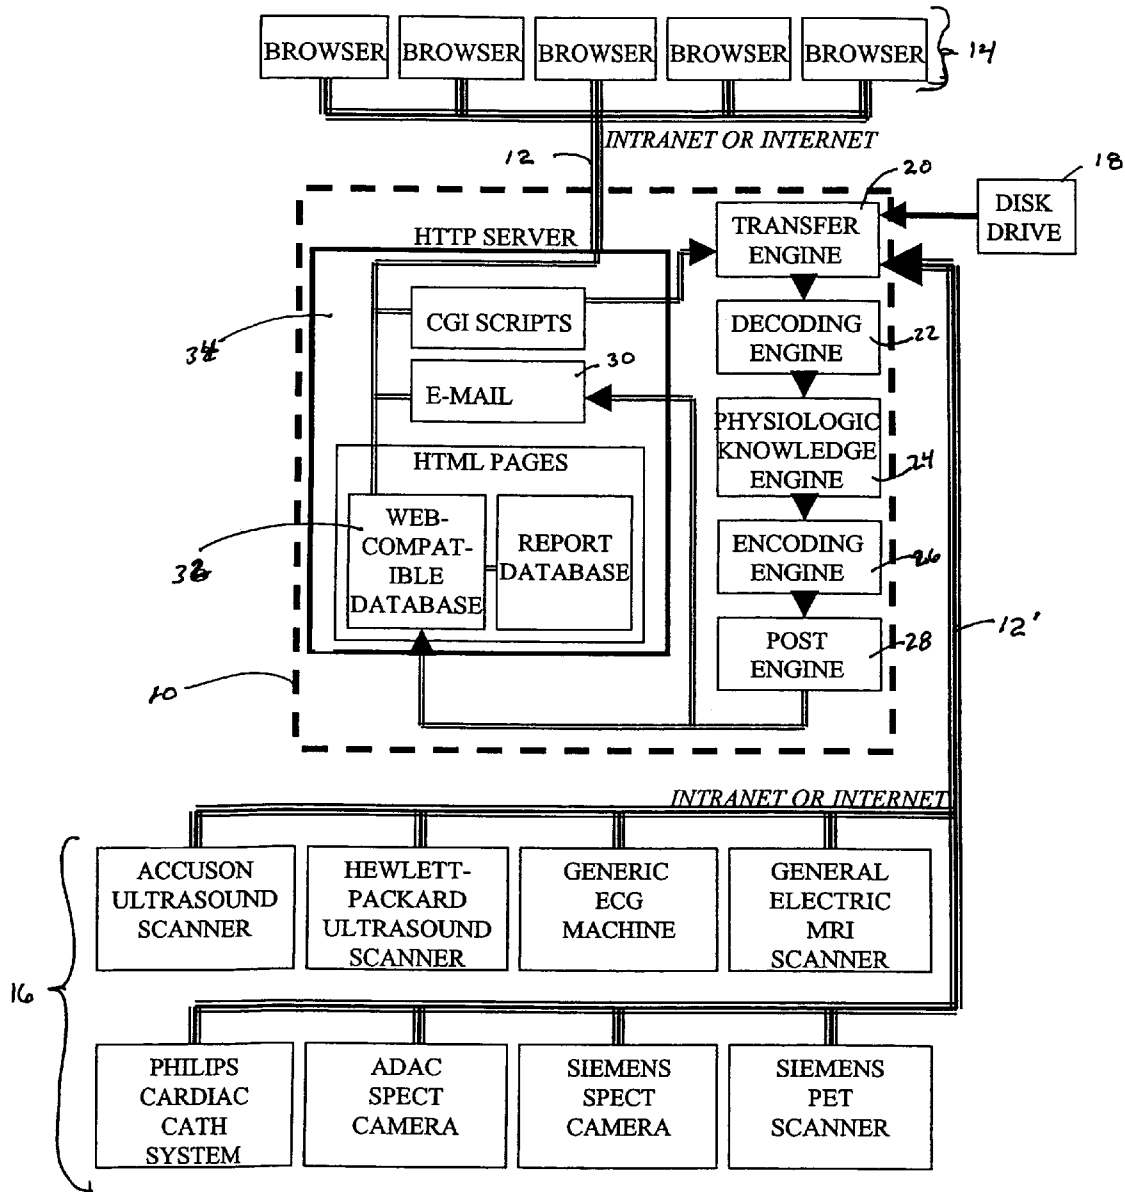 BROWSER BROWSER BROWSER BROWSER BROWSER
14
INTRANET OR INTERNET
12
20
18
DISK
DRIVE
TRANSFER
ENGINE
HTTP SERVER
CGI SCRIPTS
DECODING
ENGINE
22
34
30
E-MAIL
PHYSIOLOGIC
KNOWLEDGE
ENGINE
24
HTML PAGES
WEB-
COMPAT-
IBLE
DATABASE
REPORT
DATABASE
32
ENCODING
ENGINE
26
12'
POST
ENGINE
28
10
INTRANET OR INTERNET
ACCUSON
ULTRASOUND
SCANNER
HEWLETT-
PACKARD
ULTRASOUND
SCANNER
GENERIC
ECG
MACHINE
GENERAL
ELECTRIC
MRI
SCANNER
16
PHILIPS
CARDIAC
CATH
SYSTEM
ADAC
SPECT
CAMERA
SIEMENS
SPECT
CAMERA
SIEMENS
PET
SCANNER